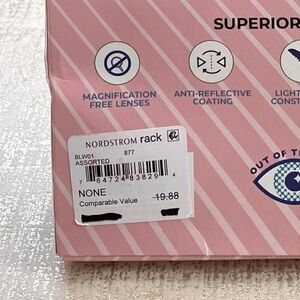 SUPERIOR
MAGNIFICATION
FREE LENSES
ANTI-REFLECTIVE
COATING
LIGHT
CONST
NORDSTROM rack
BLW01 877
ASSORTED
7 64724 83829 4
NONE
Comparable Value 19.88
OUT OF T